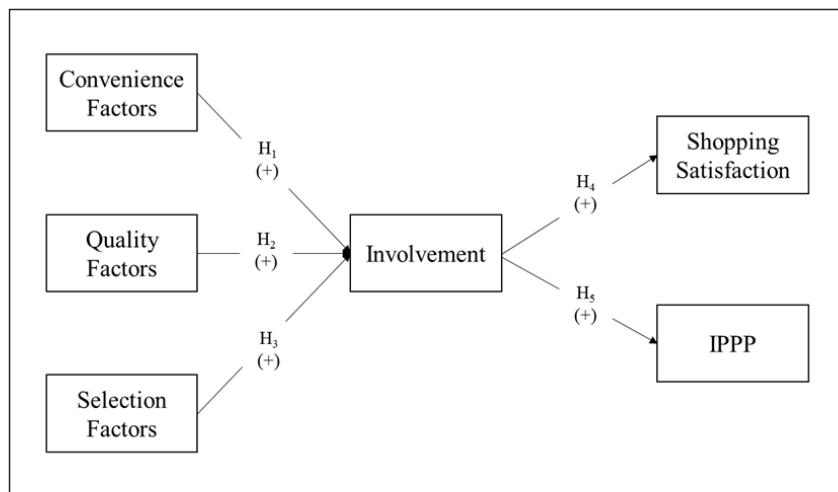 Convenience
Factors
H₁
(+)
Quality
Factors
H₂
(+)
Selection
Factors
H₃
(+)
Involvement
H₄
(+)
Shopping
Satisfaction
H₅
(+)
IPPP